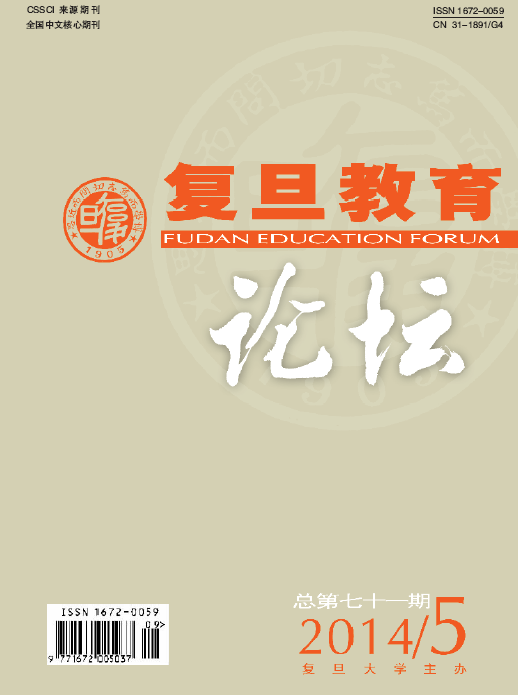 CSSCI 来源期刊
全国中文核心期刊
ISSN 1672-0059
CN 31-1891/G4
复旦教育
FUDAN EDUCATION FORUM
论坛
1905
总第七十一期
2014/5
复旦大学主办
ISSN 1672-0059
09>
9 771672 005037